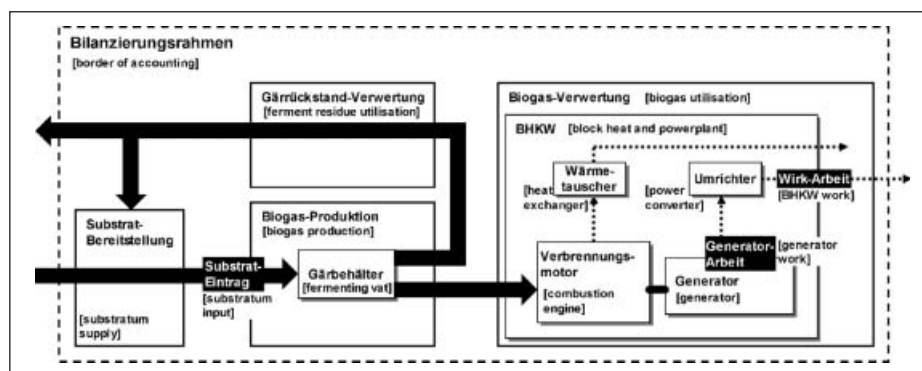 Bilanzierungsrahmen
[border of accounting]
Gärrückstand-Verwertung
[ferment residue utilisation]
Biogas-Verwertung [biogas utilisation]
BHKW [block heat and powerplant]
Wärme-
tauscher
[heat
exchanger]
Umrichter
[power
converter]
Wirk-Arbeit
[BHKW work]
Substrat-
Bereitstellung
[substratum
supply]
Biogas-Produktion
[biogas production]
Substrat-
Eintrag
[substratum
input]
Gärbehälter
[fermenting vat]
Verbrennungs-
motor
[combustion
engine]
Generator-
Arbeit
[generator
work]
Generator
[generator]